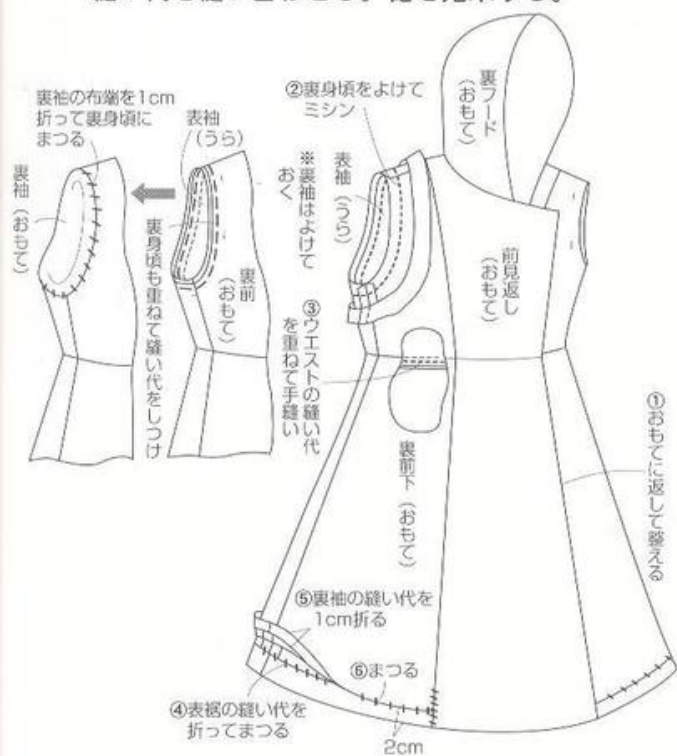 裏袖の布端を1cm
折って裏身頃に
まつる
表袖
(うら)
裏袖(おもて)
裏身頃も重ねて縫い代をしつけ
裏前
(おもて)
②裏身頃をよけて
ミシン
表袖(うら)
※裏袖はよけて
おく
裏フード
(おもて)
前見返し
(おもて)
③ウエストの縫い代
を重ねて手縫い
裏前下(おもて)
①おもてに返して整える
⑤裏袖の縫い代を
1cm折る
⑥まつる
④表裾の縫い代を
折ってまつる
2cm